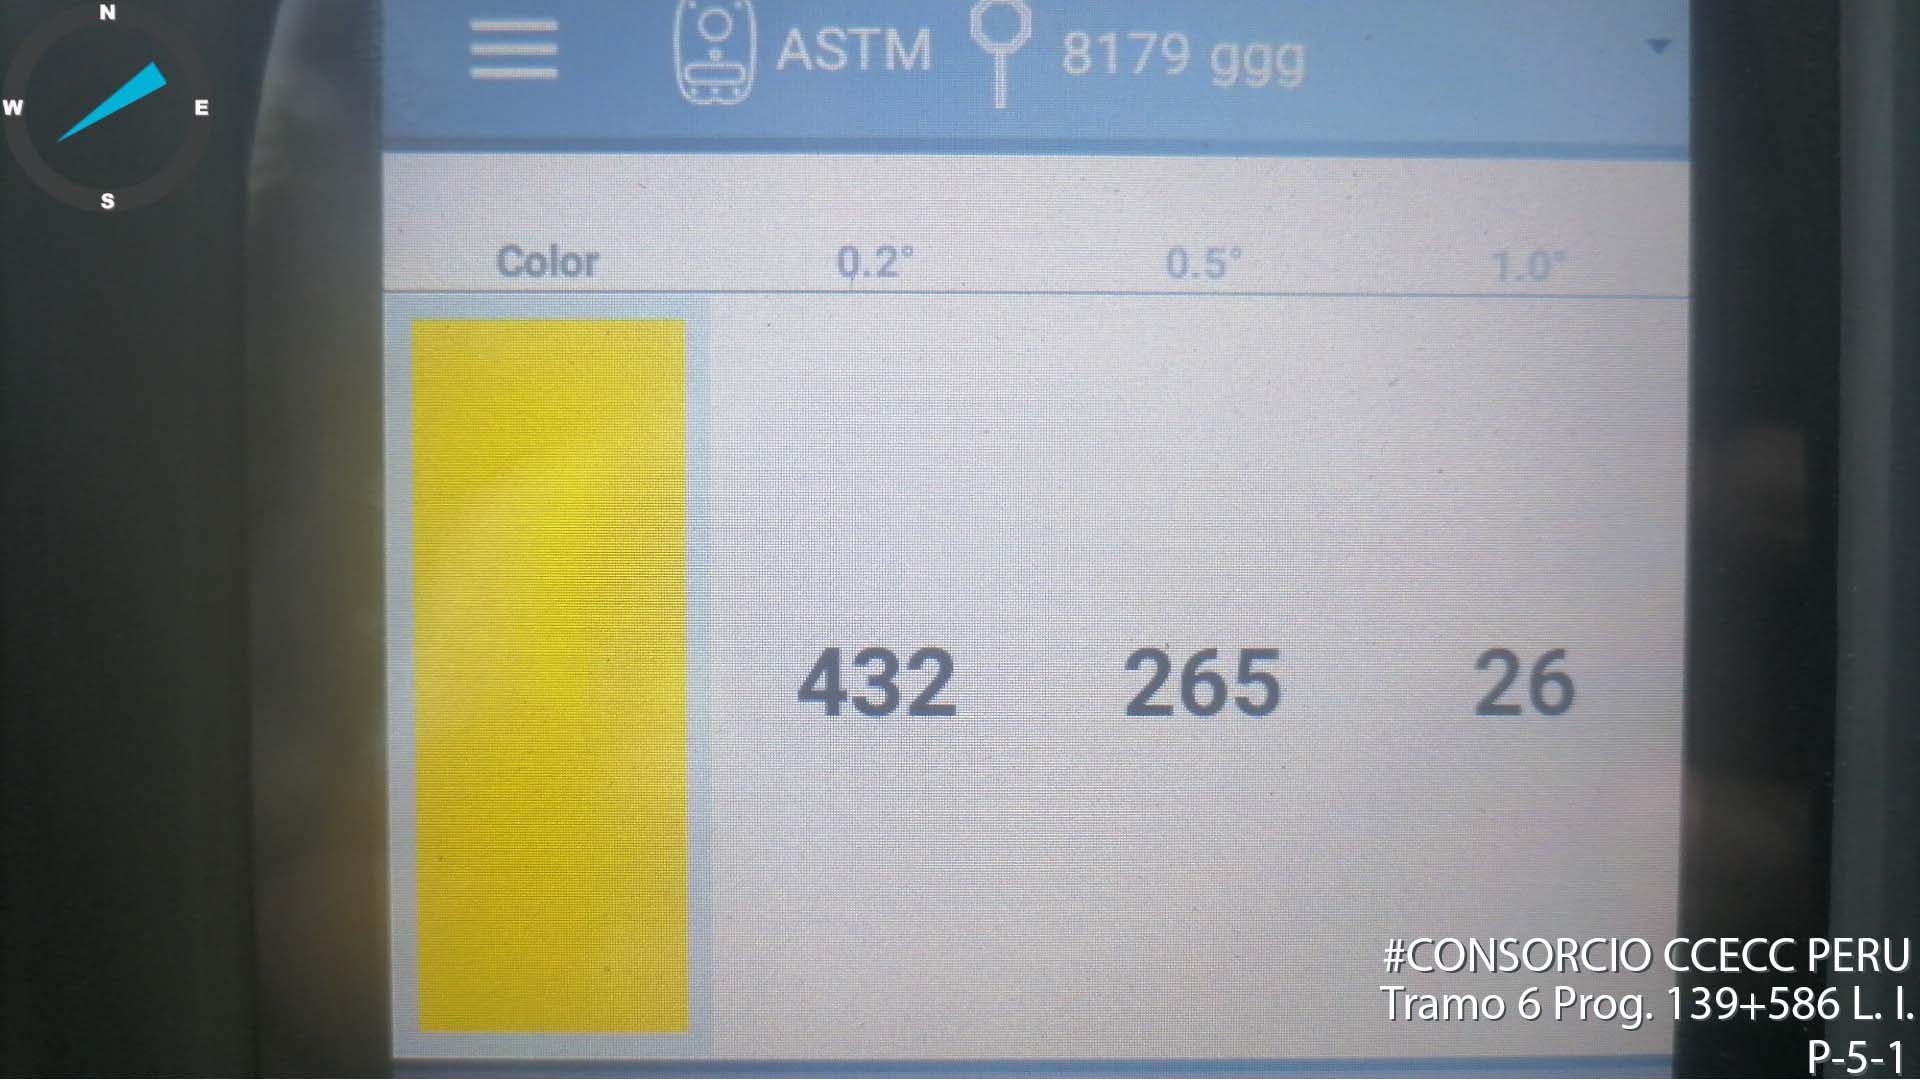 N
W E
S
ASTM 8179 ggg
Color 0.2° 0.5° 1.0°
432 265 26
#CONSORCIO CCECC PERU
Tramo 6 Prog. 139+586 L. I.
P-5-1